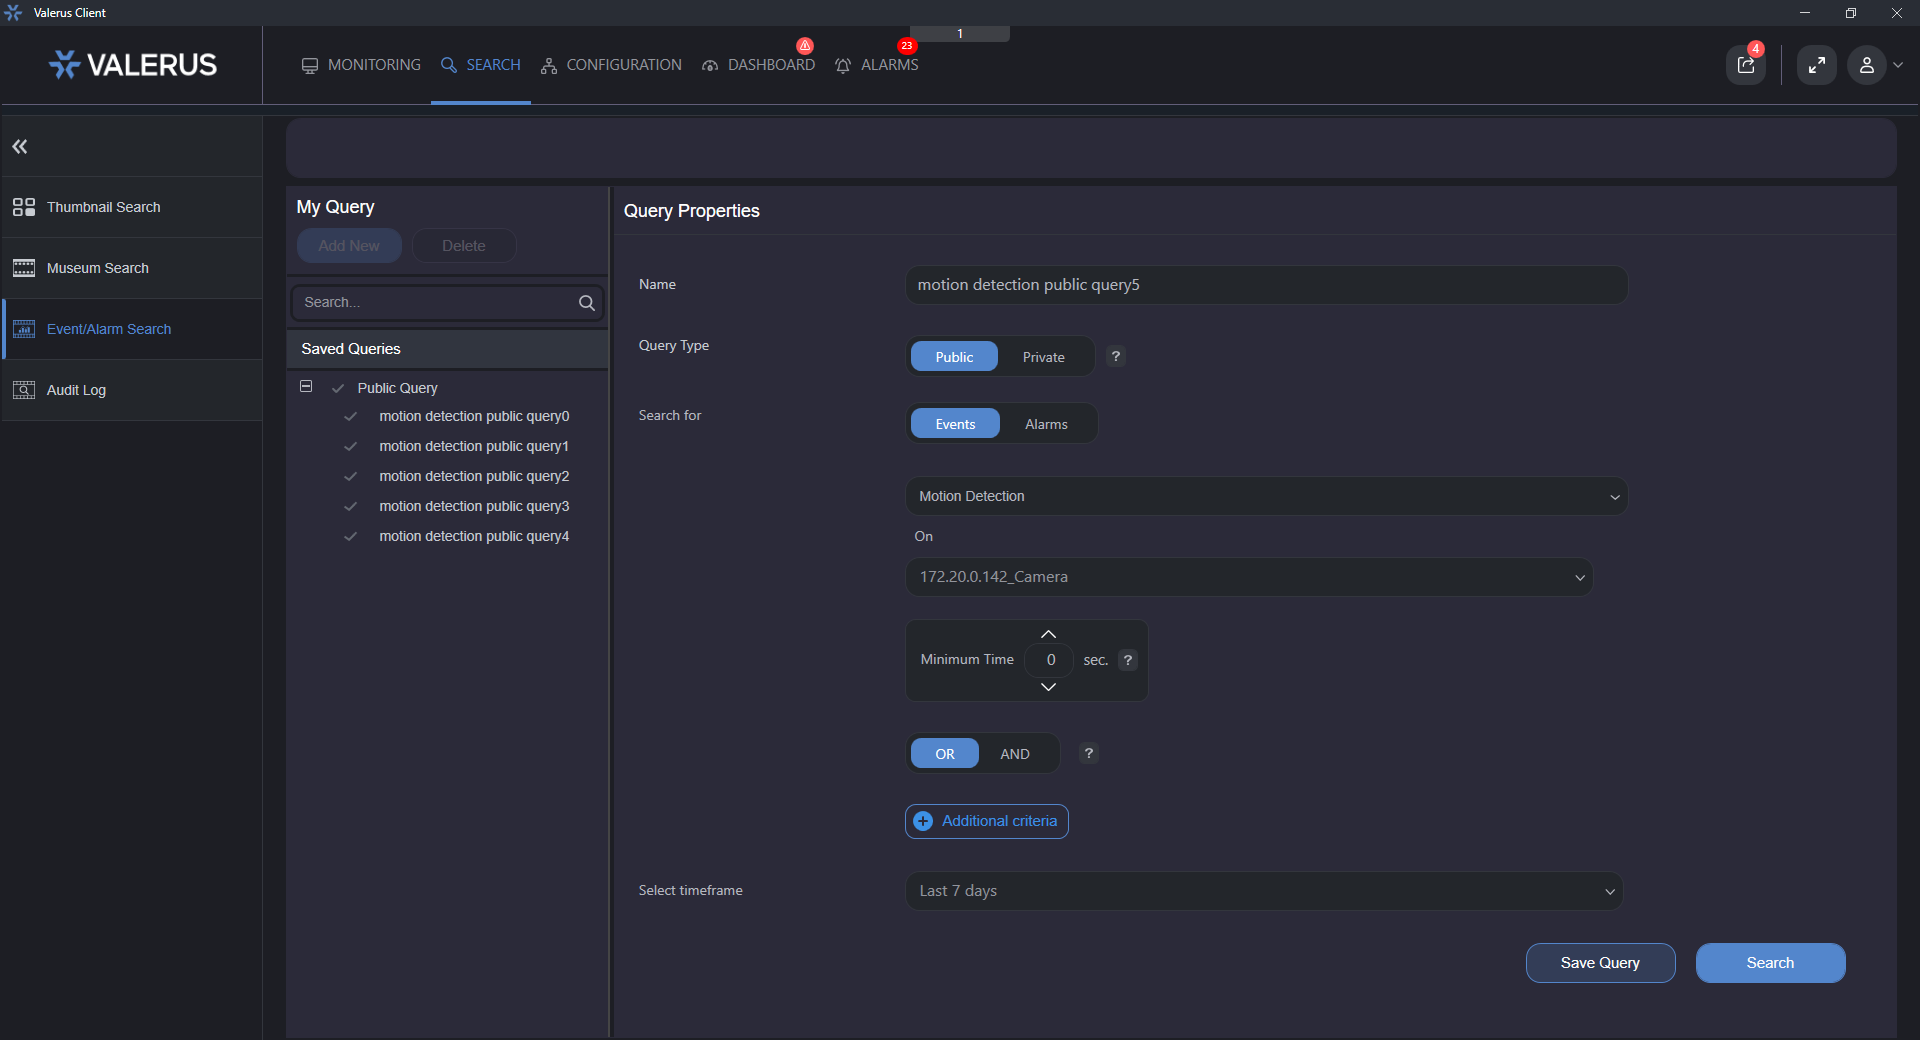 Valerus Client
VALERUS
MONITORING
SEARCH
CONFIGURATION
DASHBOARD
23
ALARMS
1
4
Thumbnail Search
Museum Search
Event/Alarm Search
Audit Log
My Query
Add New
Delete
Search...
Saved Queries
Public Query
motion detection public query0
motion detection public query1
motion detection public query2
motion detection public query3
motion detection public query4
Query Properties
Name
motion detection public query5
Query Type
Public
Private
?
Search for
Events
Alarms
Motion Detection
On
172.20.0.142_Camera
Minimum Time
0
sec.
?
OR
AND
?
Additional criteria
Select timeframe
Last 7 days
Save Query
Search